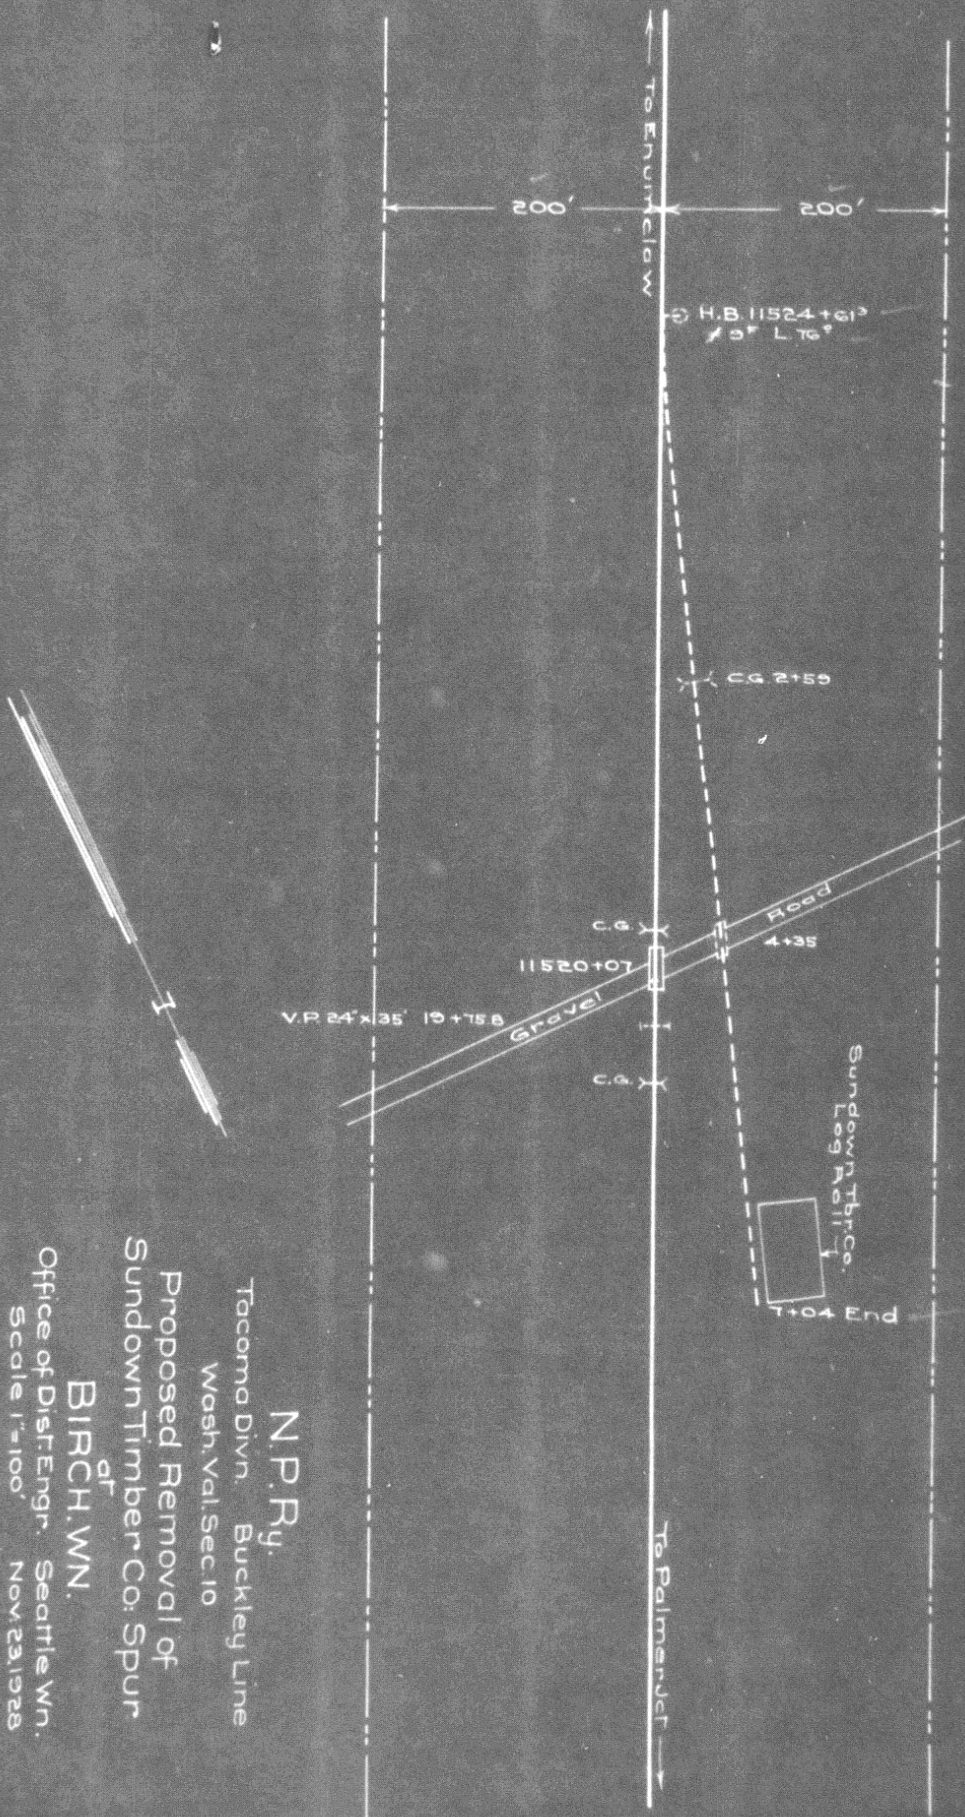 To Enumclaw
200'
200'
H.B. 11524+61³
L. 76⁹
C.G. 2+59
Road
4+35
C.G.
11520+07
Gravel
V.P. 24"x35' 19+75.8
C.G.
Sundown Tbr. Co.
Log Roll
7+04 End
To Palmer Jct
N.P.Ry.
Tacoma Divn. Buckley Line
Wash. Val. Sec. 10
Proposed Removal of
Sundown Timber Co. Spur
at
BIRCH. WN.
Office of Dist. Engr. Seattle Wn.
Scale 1"=100' Nov. 23, 1928